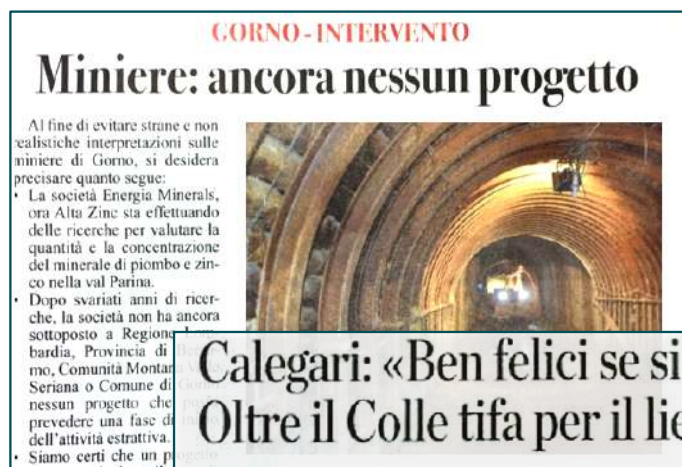 GORNO - INTERVENTO
Miniere: ancora nessun progetto
Al fine di evitare strane e non
realistiche interpretazioni sulle
miniere di Gorno, si desidera
precisare quanto segue:
• La società Energia Minerals,
ora Alta Zinc sta effettuando
delle ricerche per valutare la
quantità e la concentrazione
del minerale di piombo e zin-
co nella val Parina.
• Dopo svariati anni di ricer-
che, la società non ha ancora
sottoposto a Regione
bardia, Provincia di
mo, Comunità Montana
Seriana o Comune di
nessun progetto che
prevedere una fase di
dell'attività estrattiva.
• Siamo certi che un
Calegari: «Ben felici se si
Oltre il Colle tifa per il